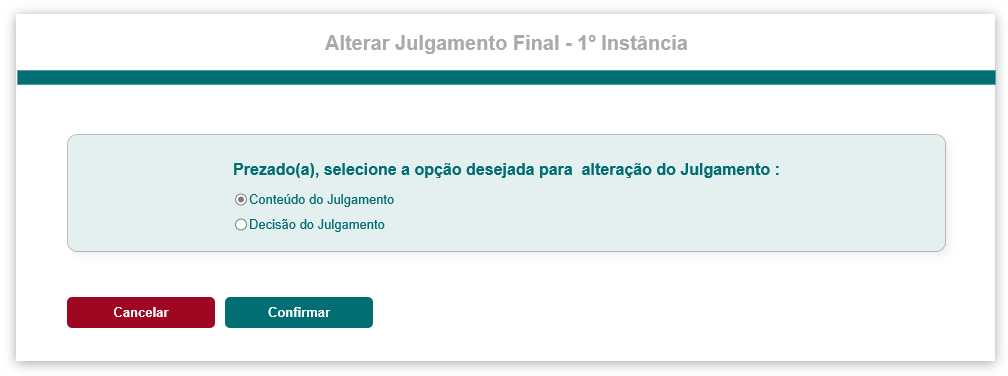 Alterar Julgamento Final - 1º Instância
Prezado(a), selecione a opção desejada para  alteração do Julgamento :
Conteúdo do Julgamento
Decisão do Julgamento
Cancelar
Confirmar